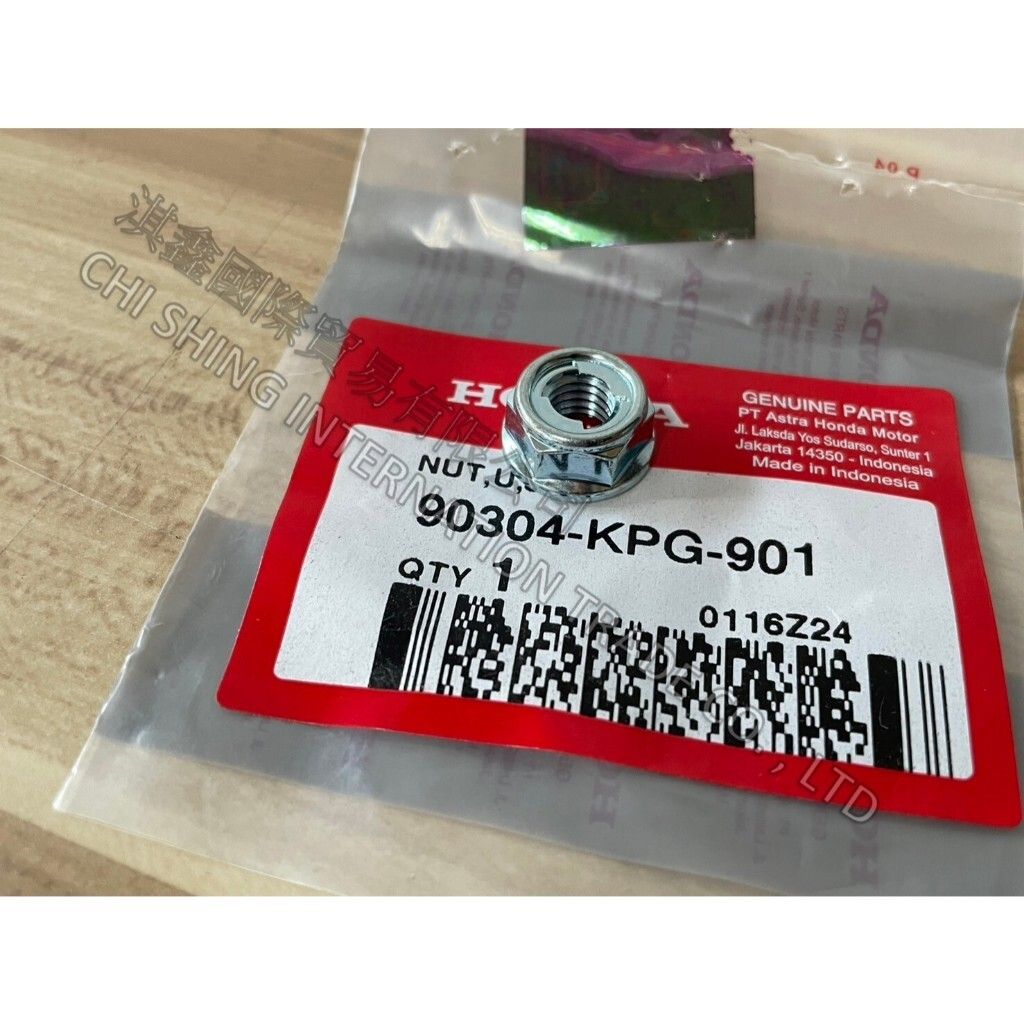 P 04
淇鑫國際貿易有限公司
CHI SHING INTERNATION TRADE CO., LTD
HONDA
GENUINE PARTS
PT Astra Honda Motor
Jl. Laksda Yos Sudarso, Sunter 1
Jakarta 14350 - Indonesia
Made in Indonesia
NUT,U,
90304-KPG-901
QTY 1
0116Z24